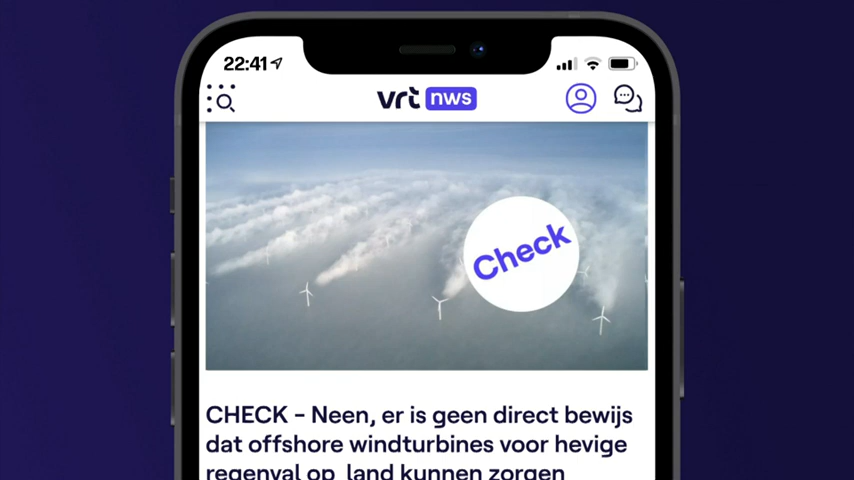 22:41
vrt nws
Check
CHECK - Neen, er is geen direct bewijs
dat offshore windturbines voor hevige
regenval op land kunnen zorgen